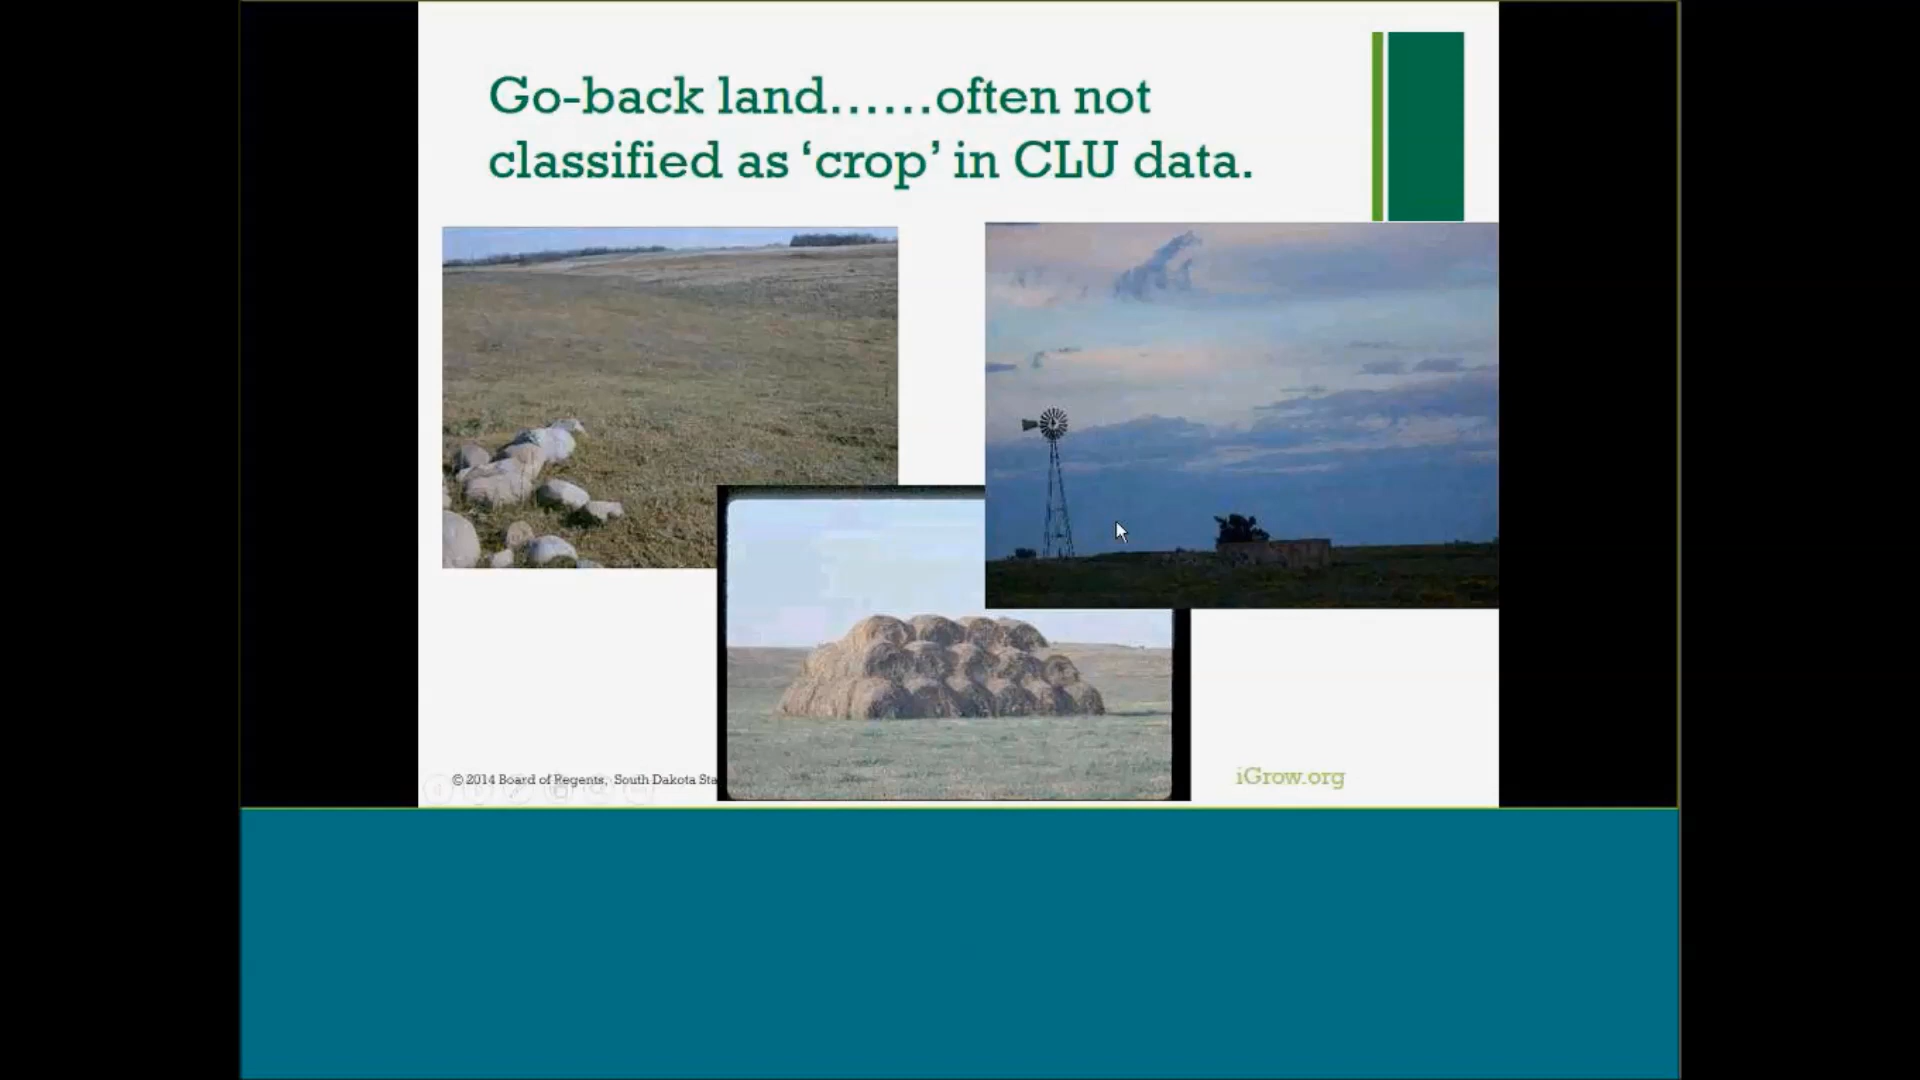 Go-back land......often not
classified as ‘crop’ in CLU data.
© 2014 Board of Regents, South Dakota Sta
iGrow.org